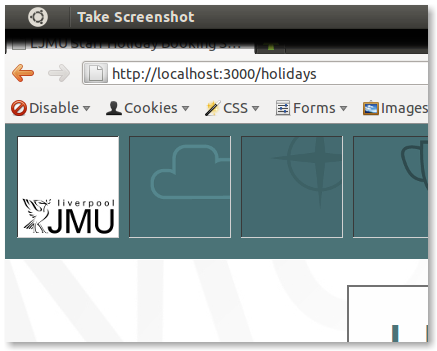 Take Screenshot
LJMU Staff Holiday Booking S...
http://localhost:3000/holidays
Disable Cookies CSS Forms Images
liverpool
JMU